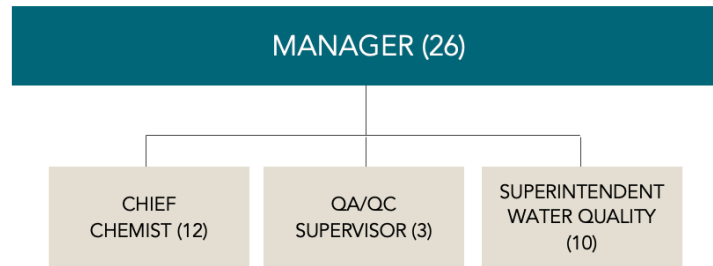 MANAGER (26)
CHIEF
CHEMIST (12)
QA/QC
SUPERVISOR (3)
SUPERINTENDENT
WATER QUALITY
(10)